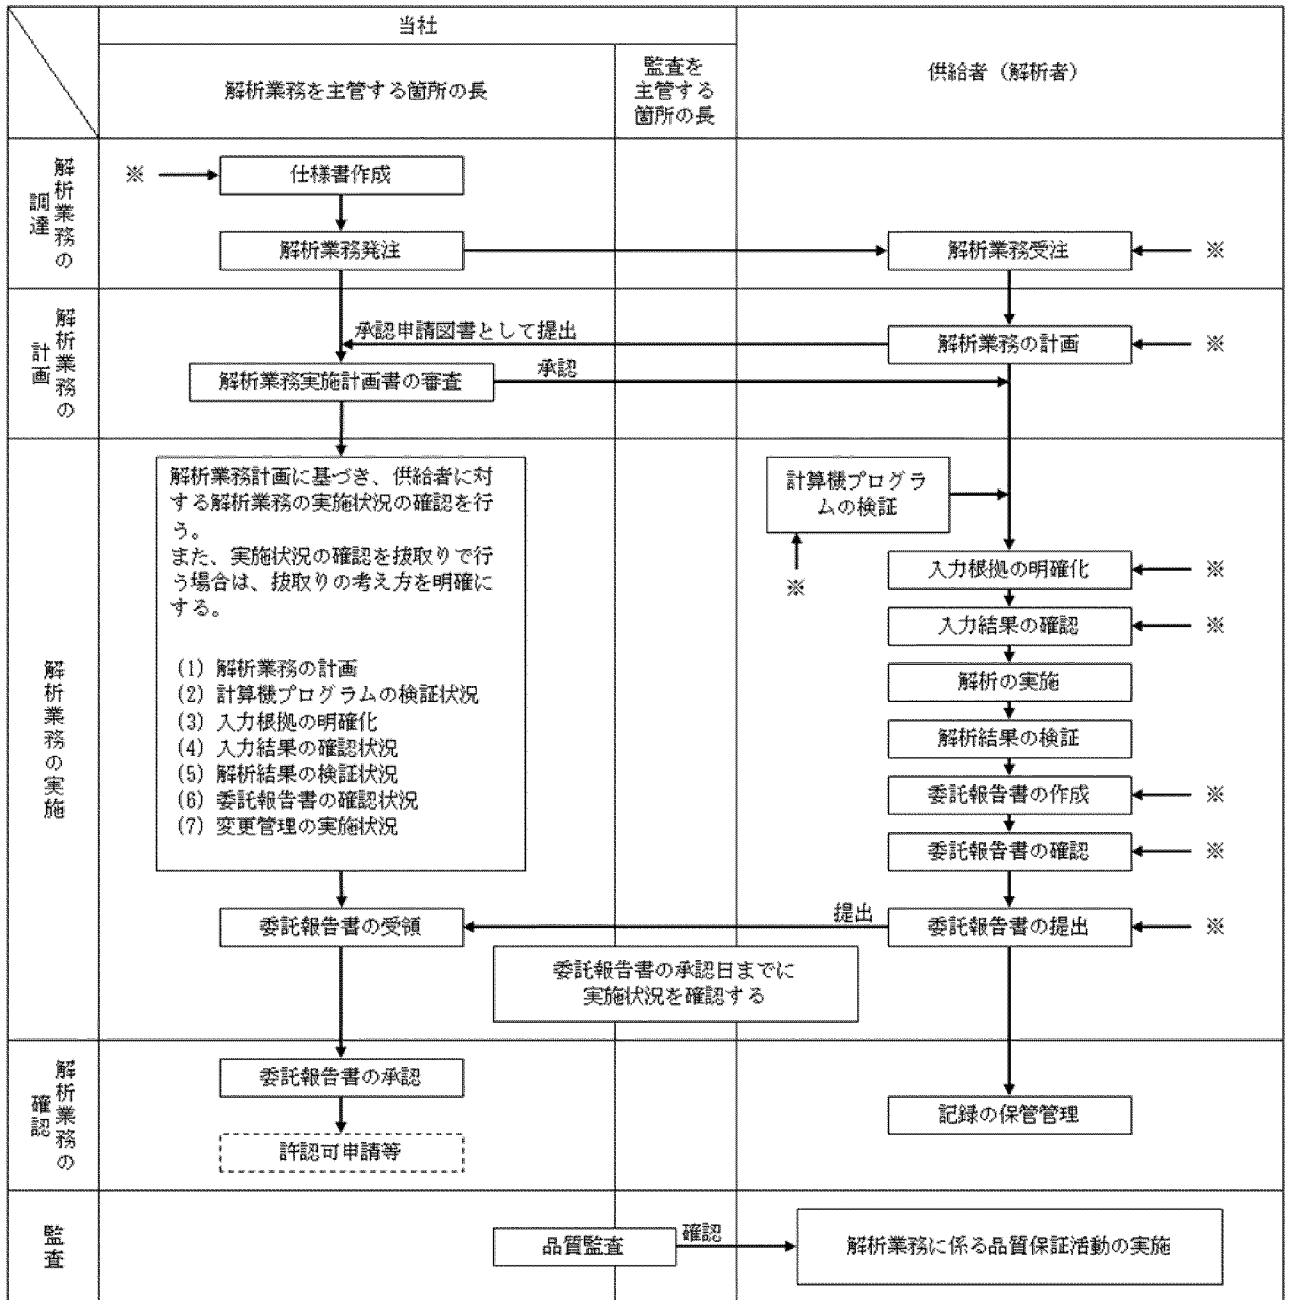 当社
解析業務を主管する箇所の長
監査を
主管する
箇所の長
供給者（解析者）
解析業務の
調達
※
仕様書作成
解析業務発注
解析業務受注
※
解析業務の
計画
承認申請図書として提出
解析業務の計画
※
解析業務実施計画書の審査
承認
解析業務の実施
解析業務計画に基づき、供給者に対
する解析業務の実施状況の確認を行
う。
また、実施状況の確認を抜取りで行
う場合は、抜取りの考え方を明確に
する。
(1) 解析業務の計画
(2) 計算機プログラムの検証状況
(3) 入力根拠の明確化
(4) 入力結果の確認状況
(5) 解析結果の検証状況
(6) 委託報告書の確認状況
(7) 変更管理の実施状況
計算機プログラ
ムの検証
※
入力根拠の明確化
※
入力結果の確認
※
解析の実施
解析結果の検証
委託報告書の作成
※
委託報告書の確認
※
委託報告書の受領
提出
委託報告書の提出
※
委託報告書の承認日までに
実施状況を確認する
解析業務の
確認
委託報告書の承認
記録の保管管理
許認可申請等
監査
品質監査
確認
解析業務に係る品質保証活動の実施